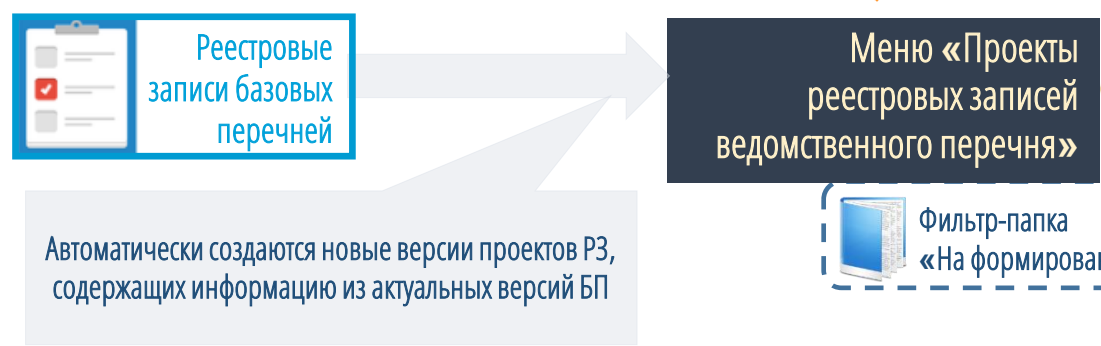 Реестровые
записи базовых
перечней
Меню «Проекты
реестровых записей
ведомственного перечня»
Автоматически создаются новые версии проектов РЗ,
содержащих информацию из актуальных версий БП
Фильтр-папка
«На